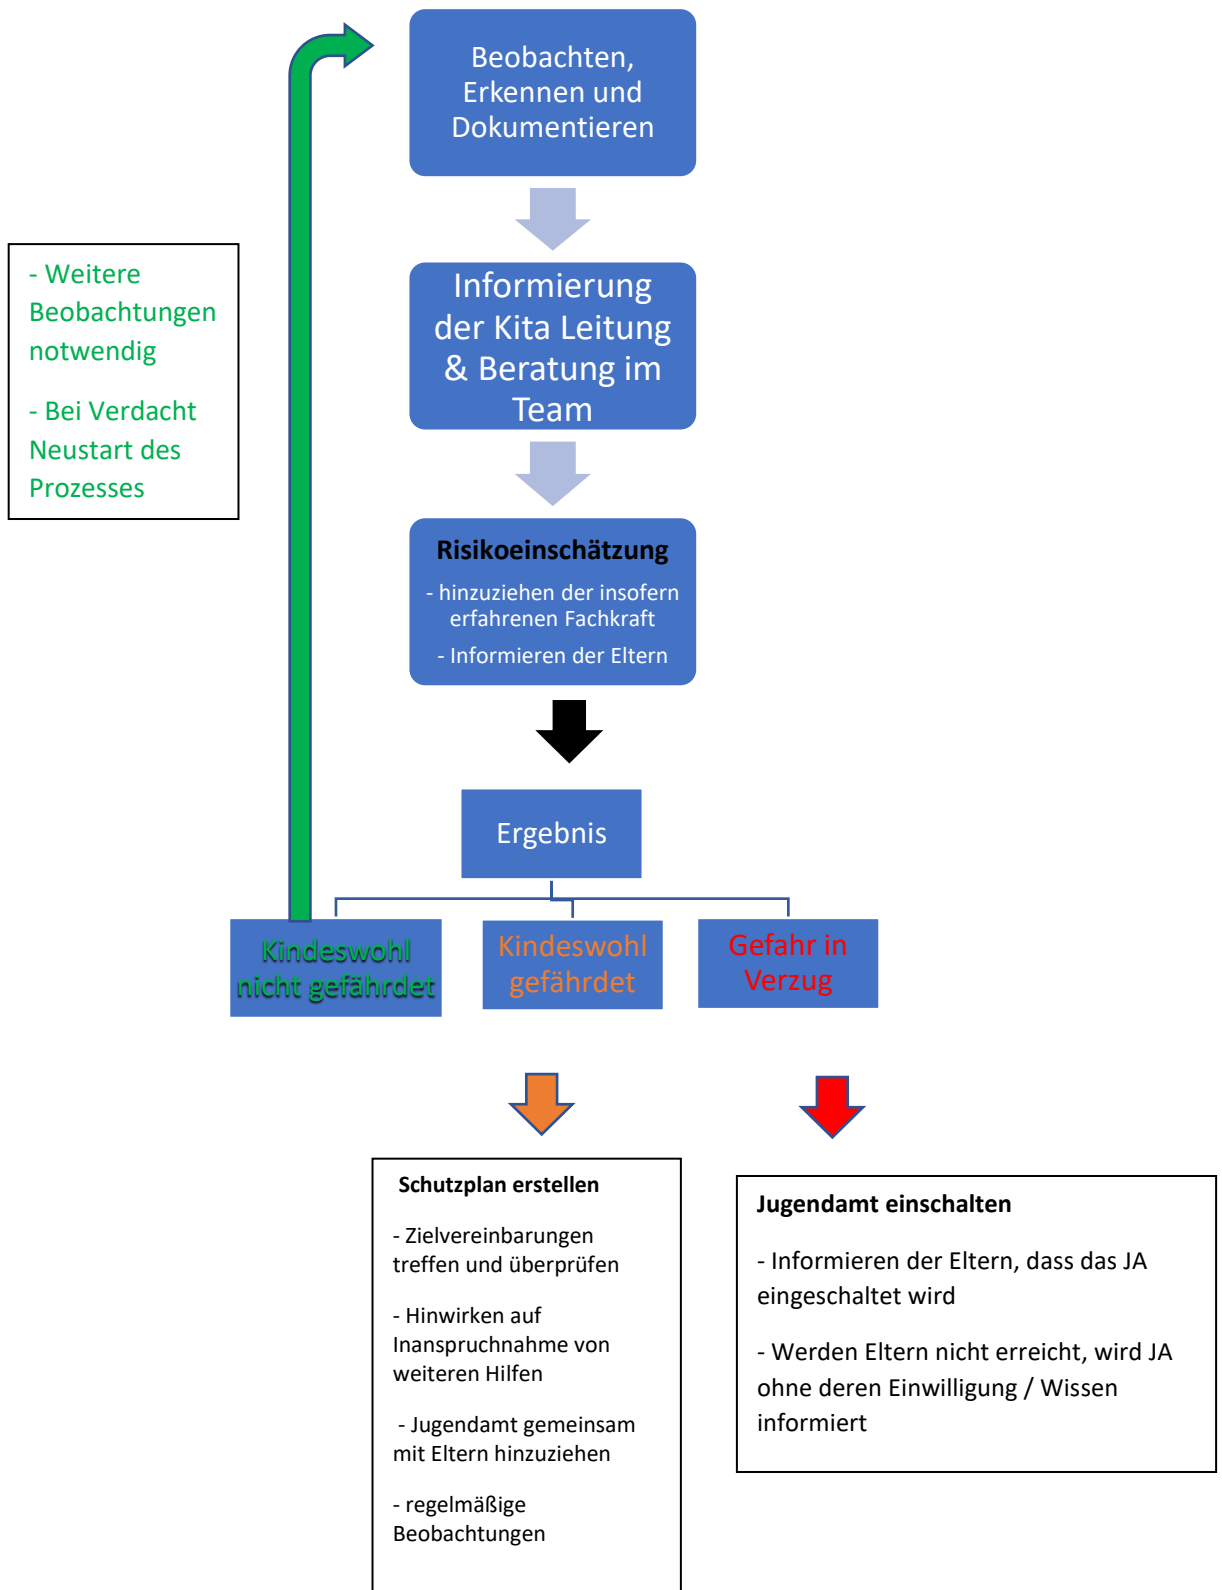 Beobachten,
Erkennen und
Dokumentieren
- Weitere
Beobachtungen
notwendig
- Bei Verdacht
Neustart des
Prozesses
Informierung
der Kita Leitung
& Beratung im
Team
Risikoeinschätzung
- hinzuziehen der insofern
erfahrenen Fachkraft
- Informieren der Eltern
Ergebnis
Kindeswohl
nicht gefährdet
Kindeswohl
gefährdet
Gefahr in
Verzug
Schutzplan erstellen
- Zielvereinbarungen
treffen und überprüfen
- Hinwirken auf
Inanspruchnahme von
weiteren Hilfen
- Jugendamt gemeinsam
mit Eltern hinzuziehen
- regelmäßige
Beobachtungen
Jugendamt einschalten
- Informieren der Eltern, dass das JA
eingeschaltet wird
- Werden Eltern nicht erreicht, wird JA
ohne deren Einwilligung / Wissen
informiert